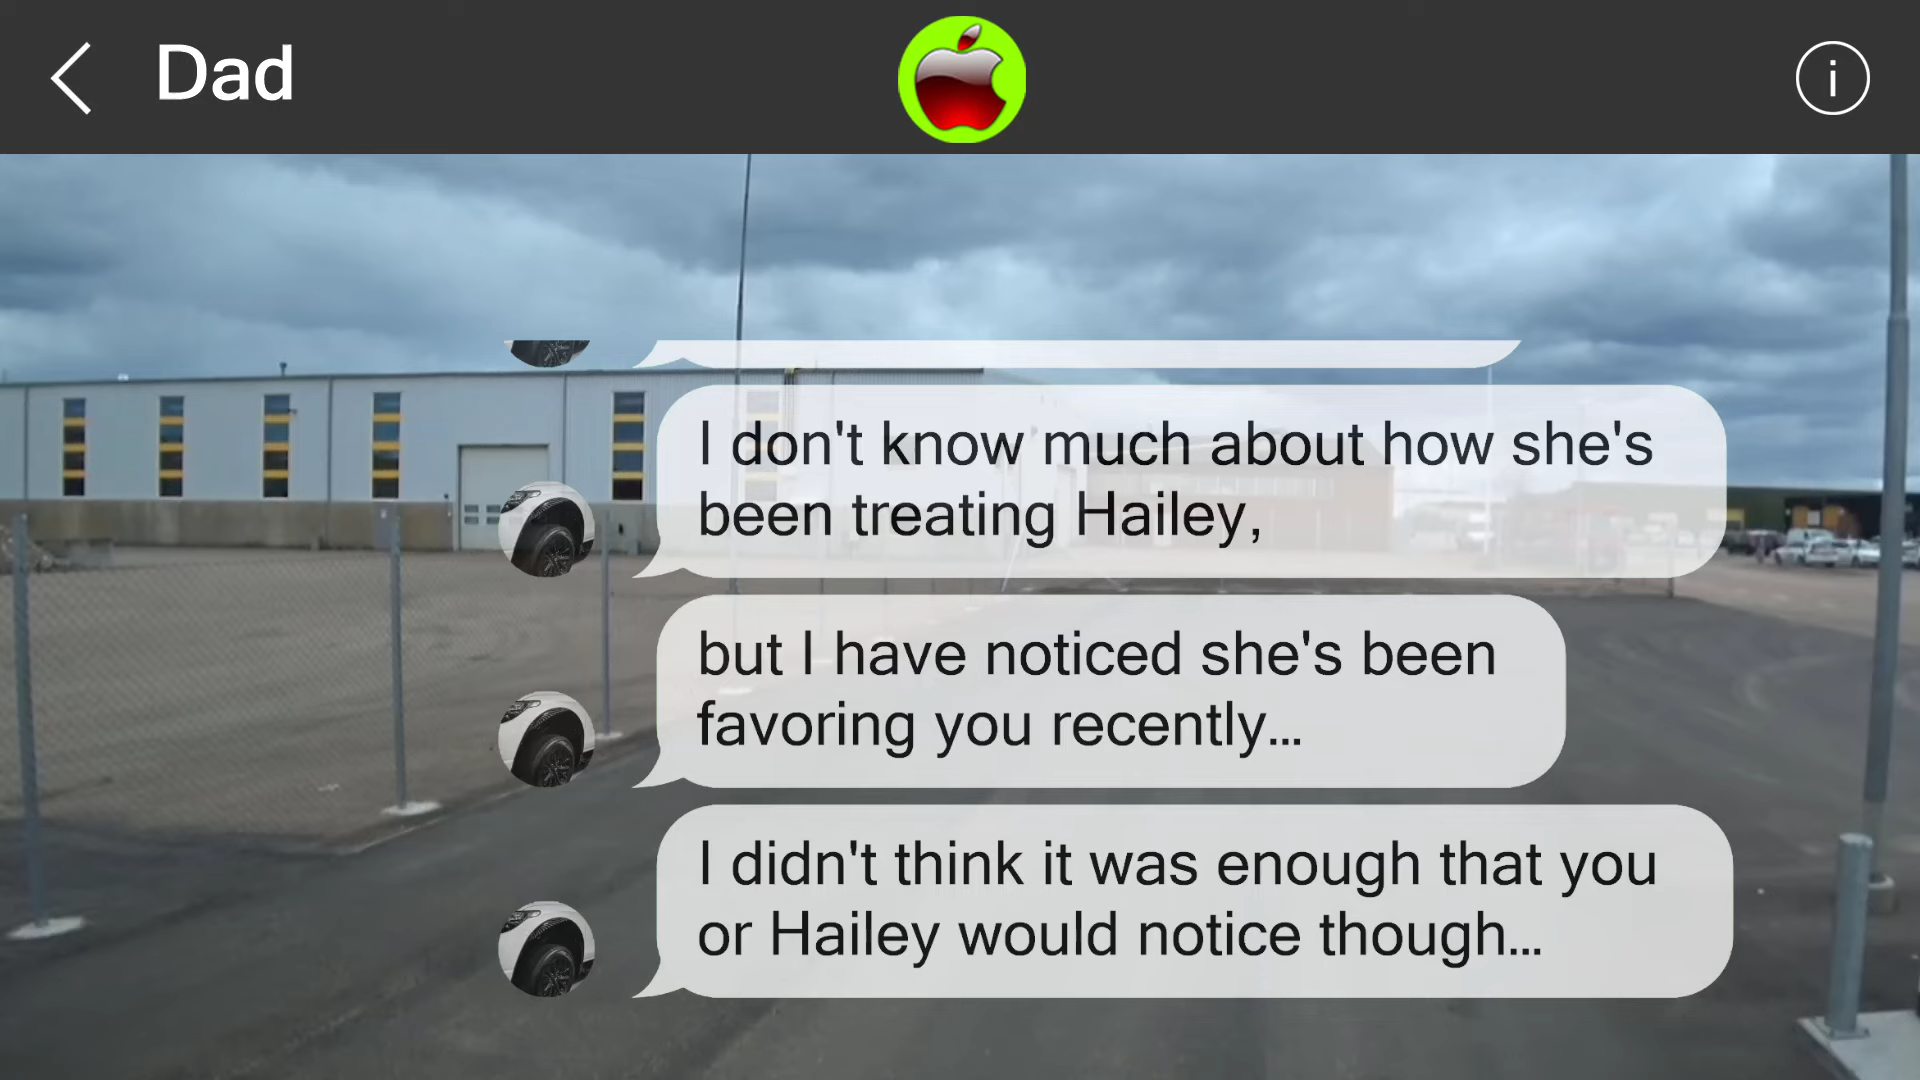 Dad
i
I don't know much about how she's
been treating Hailey,
but I have noticed she's been
favoring you recently...
I didn't think it was enough that you
or Hailey would notice though...